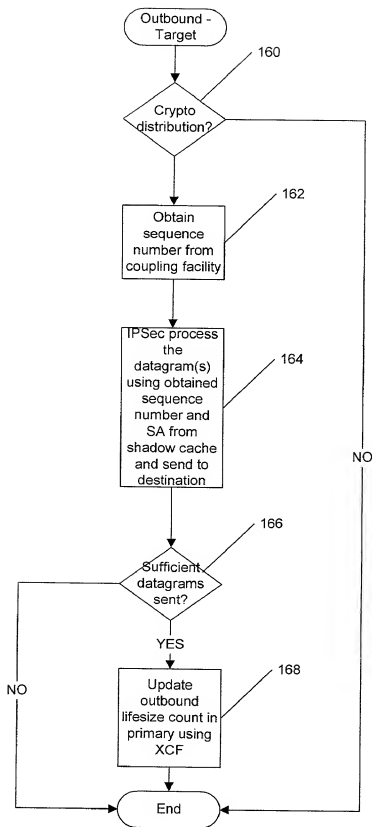 Outbound -
Target
160
Crypto
distribution?
162
Obtain
sequence
number from
coupling facility
IPSec process
the
datagram(s)
using obtained
sequence
number and
SA from
shadow cache
and send to
destination
164
NO
166
Sufficient
datagrams
sent?
YES
168
NO
Update
outbound
lifesize count in
primary using
XCF
End